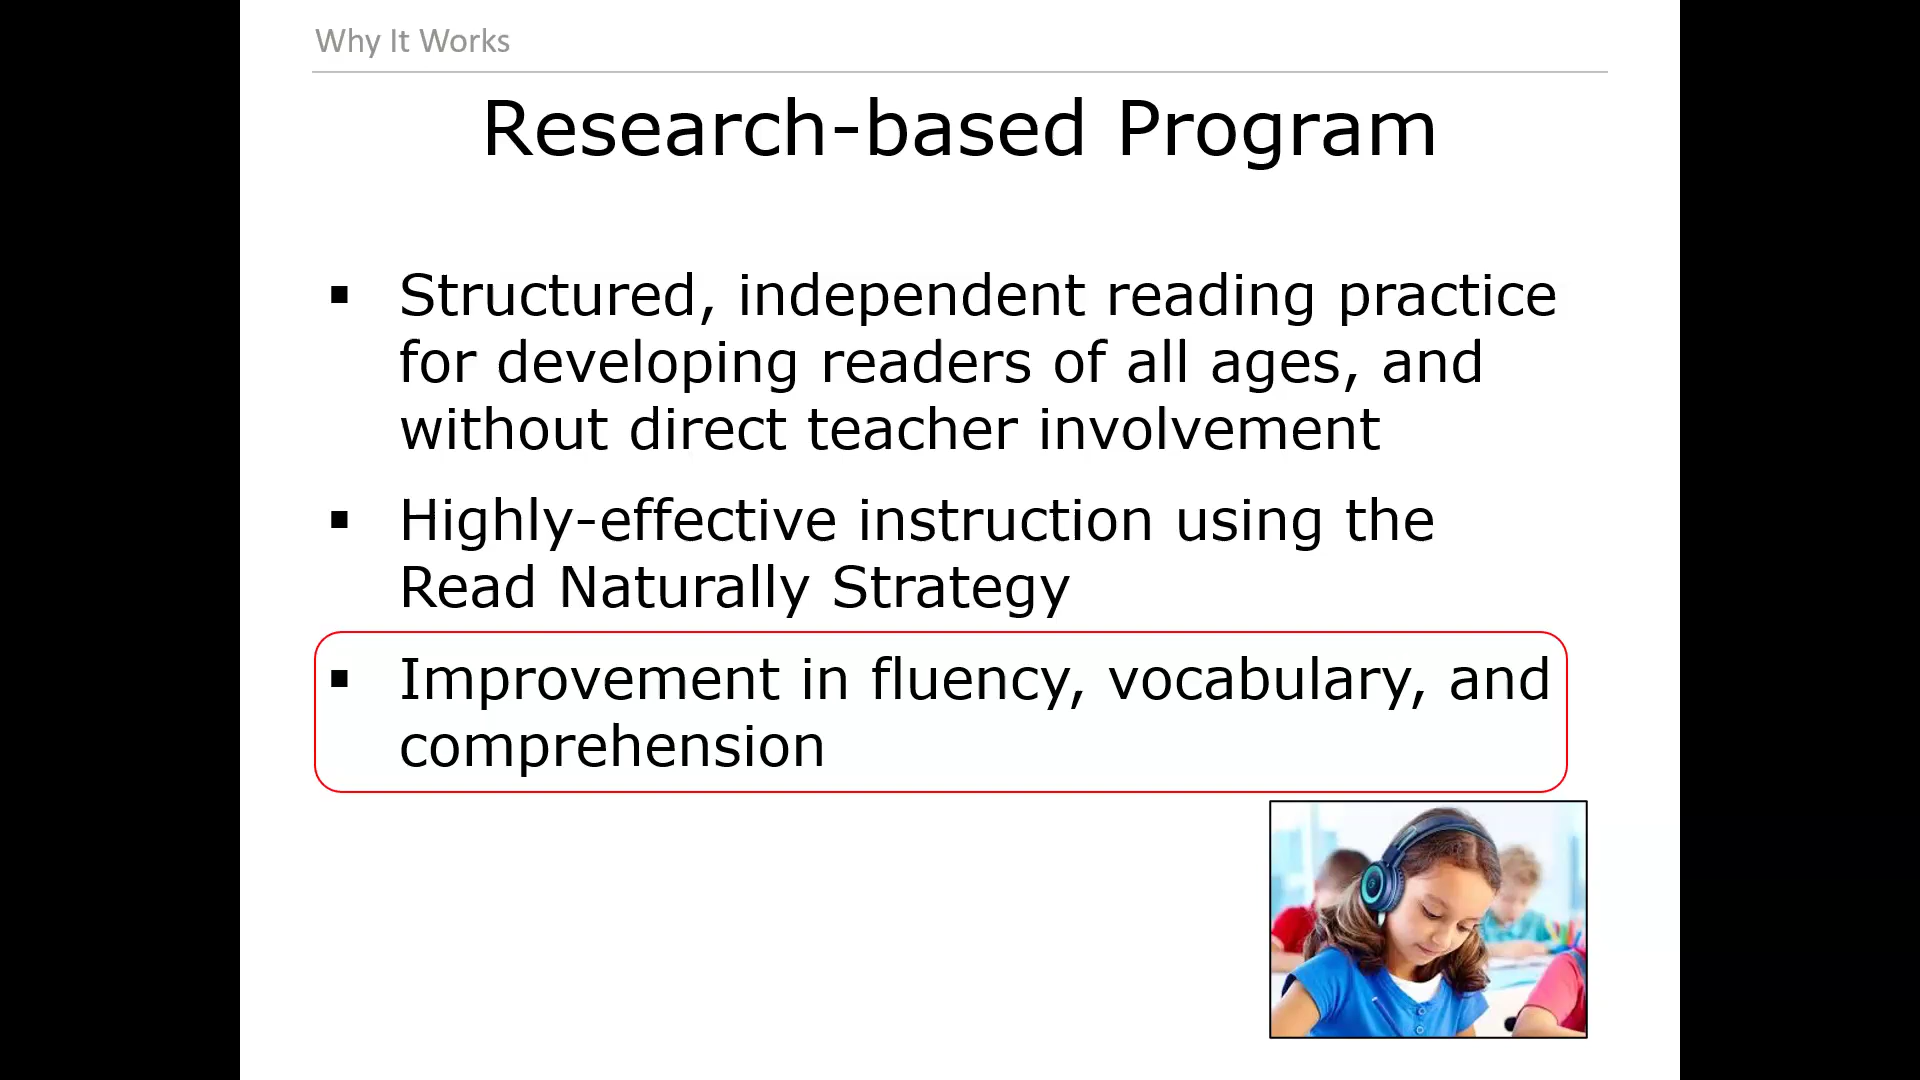 Why It Works
Research-based Program
▪ Structured, independent reading practice
for developing readers of all ages, and
without direct teacher involvement
▪ Highly-effective instruction using the
Read Naturally Strategy
▪ Improvement in fluency, vocabulary, and
comprehension